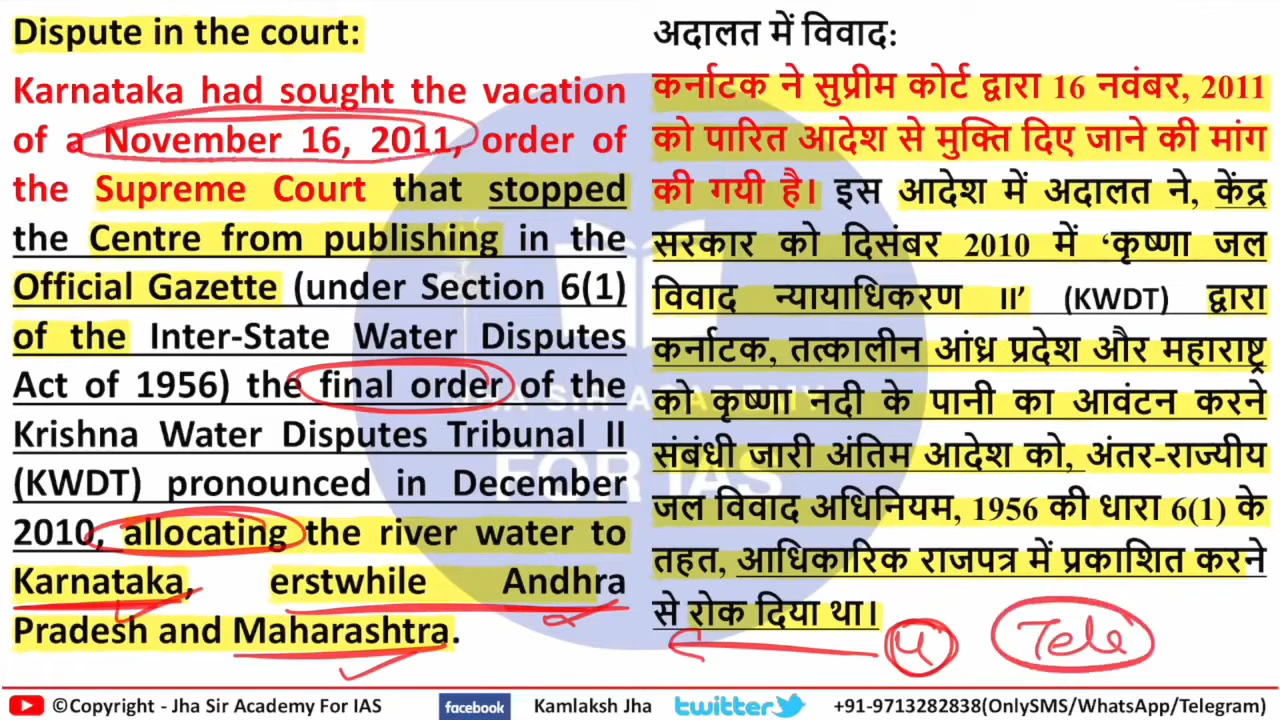 Dispute in the court:
Karnataka had sought the vacation
of a November 16, 2011, order of
the Supreme Court that stopped
the Centre from publishing in the
Official Gazette (under Section 6(1)
of the Inter-State Water Disputes
Act of 1956) the final order of the
Krishna Water Disputes Tribunal II
(KWDT) pronounced in December
2010, allocating the river water to
Karnataka, erstwhile Andhra
Pradesh and Maharashtra.
अदालत में विवाद:
कर्नाटक ने सुप्रीम कोर्ट द्वारा 16 नवंबर, 2011
को पारित आदेश से मुक्ति दिए जाने की मांग
की गयी है। इस आदेश में अदालत ने, केंद्र
सरकार को दिसंबर 2010 में ‘कृष्णा जल
विवाद न्यायाधिकरण II’ (KWDT) द्वारा
कर्नाटक, तत्कालीन आंध्र प्रदेश और महाराष्ट्र
को कृष्णा नदी के पानी का आवंटन करने
संबंधी जारी अंतिम आदेश को, अंतर-राज्यीय
जल विवाद अधिनियम, 1956 की धारा 6(1) के
तहत, आधिकारिक राजपत्र में प्रकाशित करने
से रोक दिया था।
Tele
JHA SIR ACADEMY
FOR IAS
©Copyright - Jha Sir Academy For IAS facebook Kamlaksh Jha twitter +91-9713282838(OnlySMS/WhatsApp/Telegram)